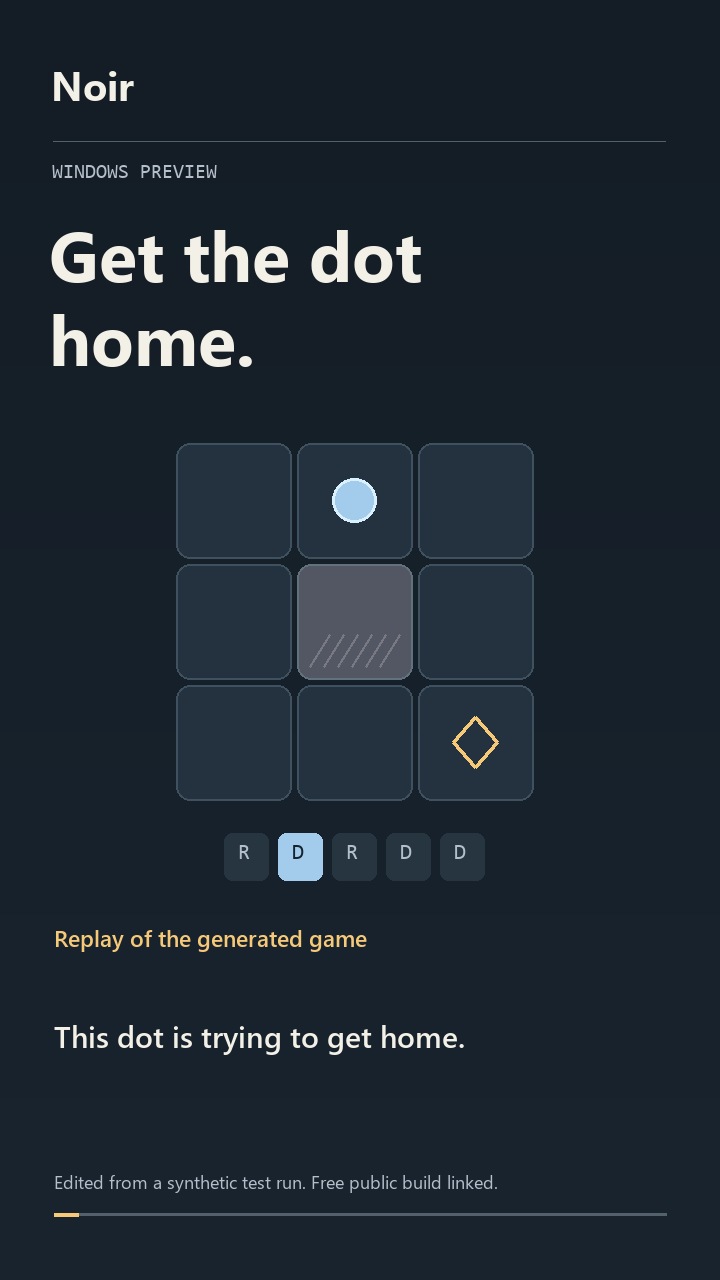 Noir
WINDOWS PREVIEW
Get the dot
home.
R D R D D
Replay of the generated game
This dot is trying to get home.
Edited from a synthetic test run. Free public build linked.